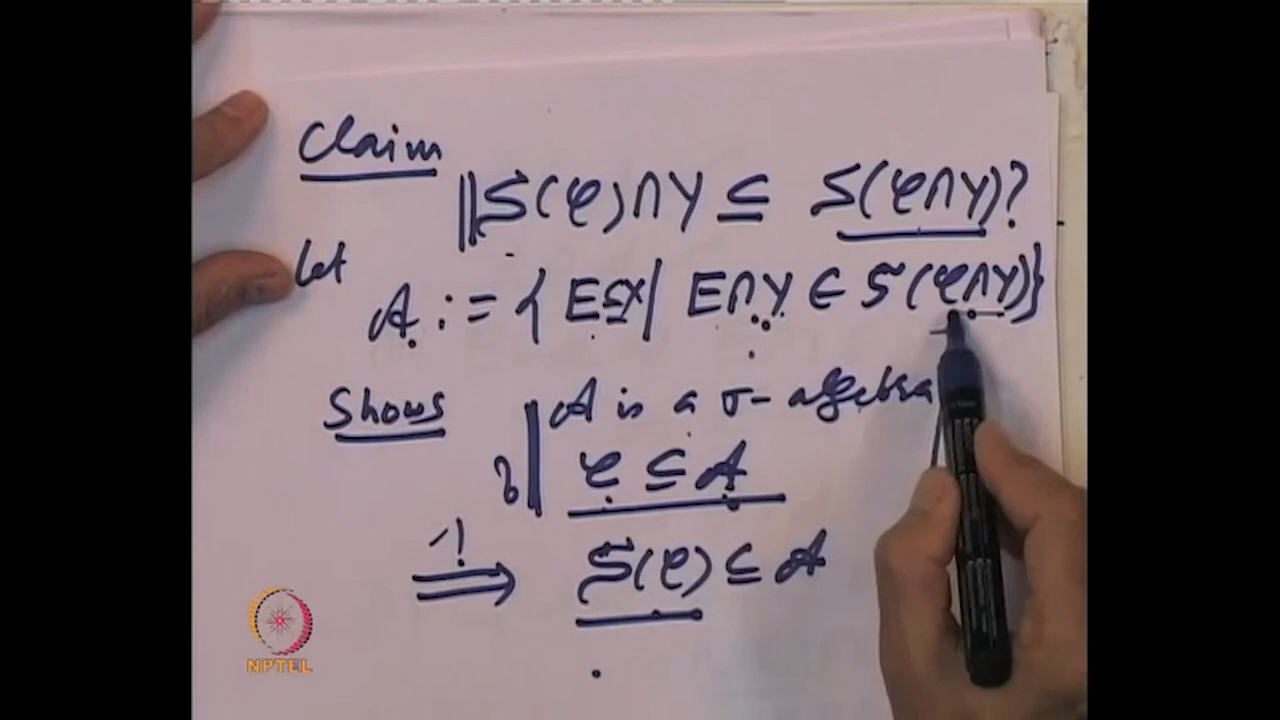 Claim
S(𝒞)∩Y ⊆ S(𝒞∩Y)?
Let
A := { E⊆X | E∩Y ∈ S(𝒞∩Y)}
Shows
A is a σ-algebra
𝒞 ⊆ A
⟹ S(𝒞) ⊆ A
NPTEL